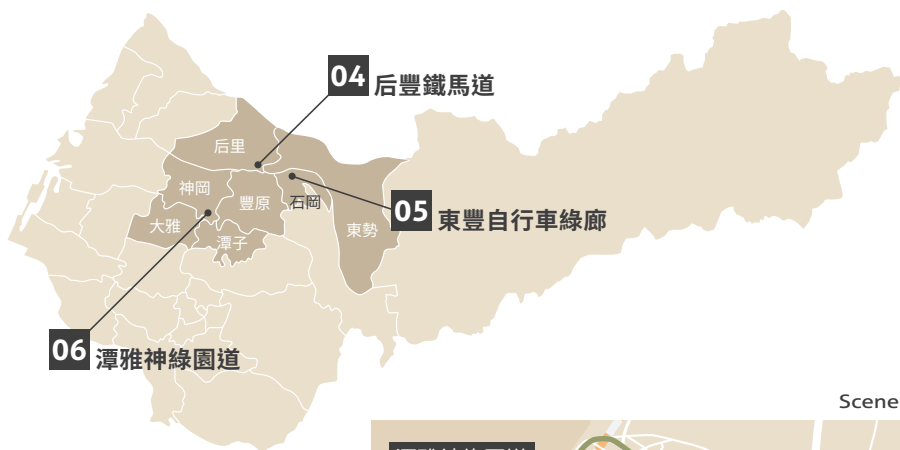 04 后豐鐵馬道
后里
神岡
豐原
石岡
大雅
潭子
東勢
05 東豐自行車綠廊
06 潭雅神綠園道
Scene